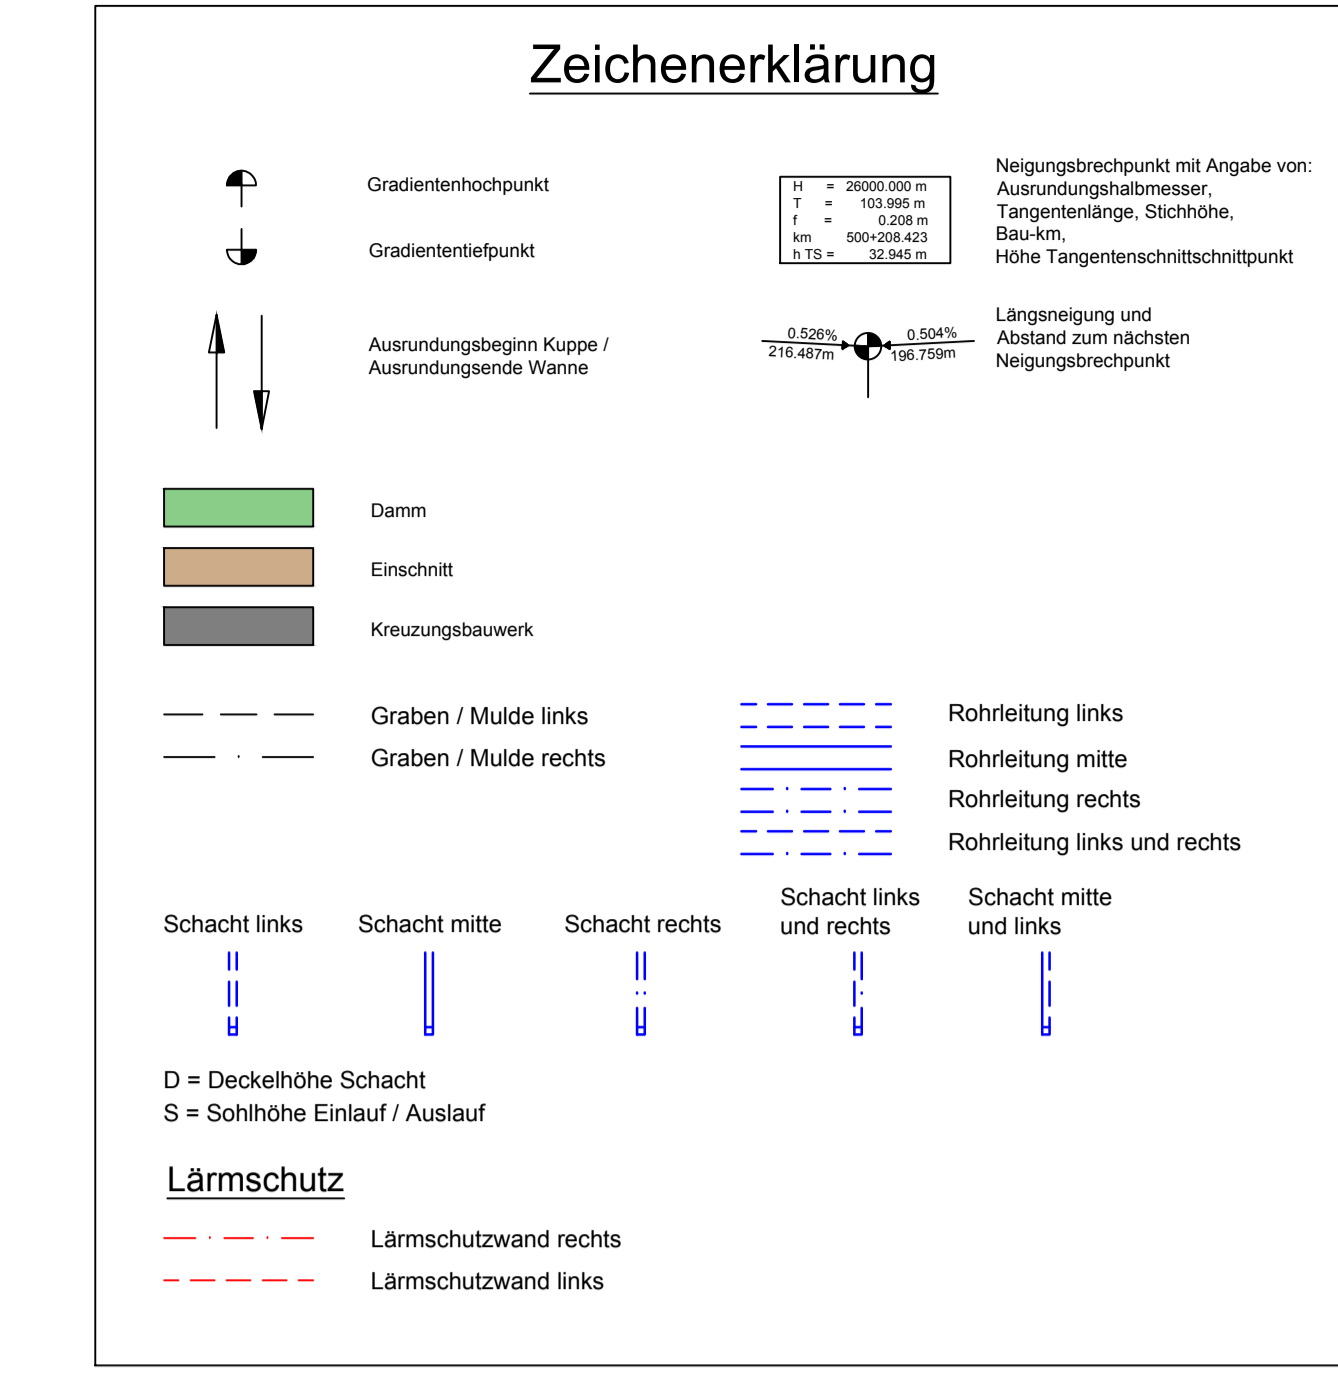 Zeichenerklärung
Gradientenhochpunkt
Gradiententiefpunkt
Ausrundungsbeginn Kuppe /
Ausrundungsende Wanne
H = 26000.000 m
T = 103.995 m
f = 0.208 m
km 500+208.423
h TS = 32.945 m
Neigungsbrechpunkt mit Angabe von:
Ausrundungshalbmesser,
Tangentenlänge, Stichhöhe,
Bau-km,
Höhe Tangentenschnittschnittpunkt
0.526%
216.487m
0.504%
196.759m
Längsneigung und
Abstand zum nächsten
Neigungsbrechpunkt
Damm
Einschnitt
Kreuzungsbauwerk
Graben / Mulde links
Graben / Mulde rechts
Rohrleitung links
Rohrleitung mitte
Rohrleitung rechts
Rohrleitung links und rechts
Schacht links
Schacht mitte
Schacht rechts
Schacht links
und rechts
Schacht mitte
und links
D = Deckelhöhe Schacht
S = Sohlhöhe Einlauf / Auslauf
Lärmschutz
Lärmschutzwand rechts
Lärmschutzwand links